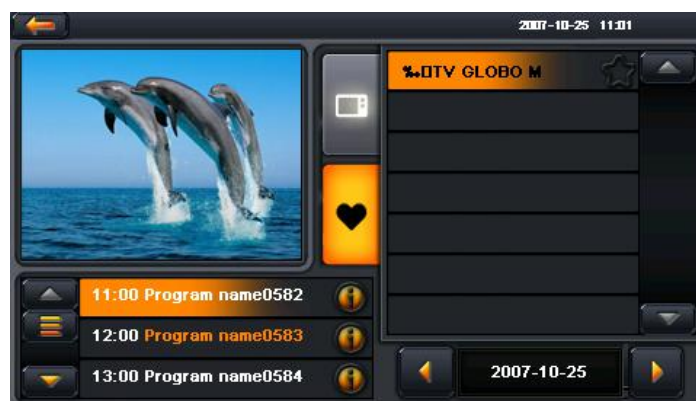 2007-10-25 11:01
TV GLOBO M
11:00 Program name0582
12:00 Program name0583
13:00 Program name0584
2007-10-25